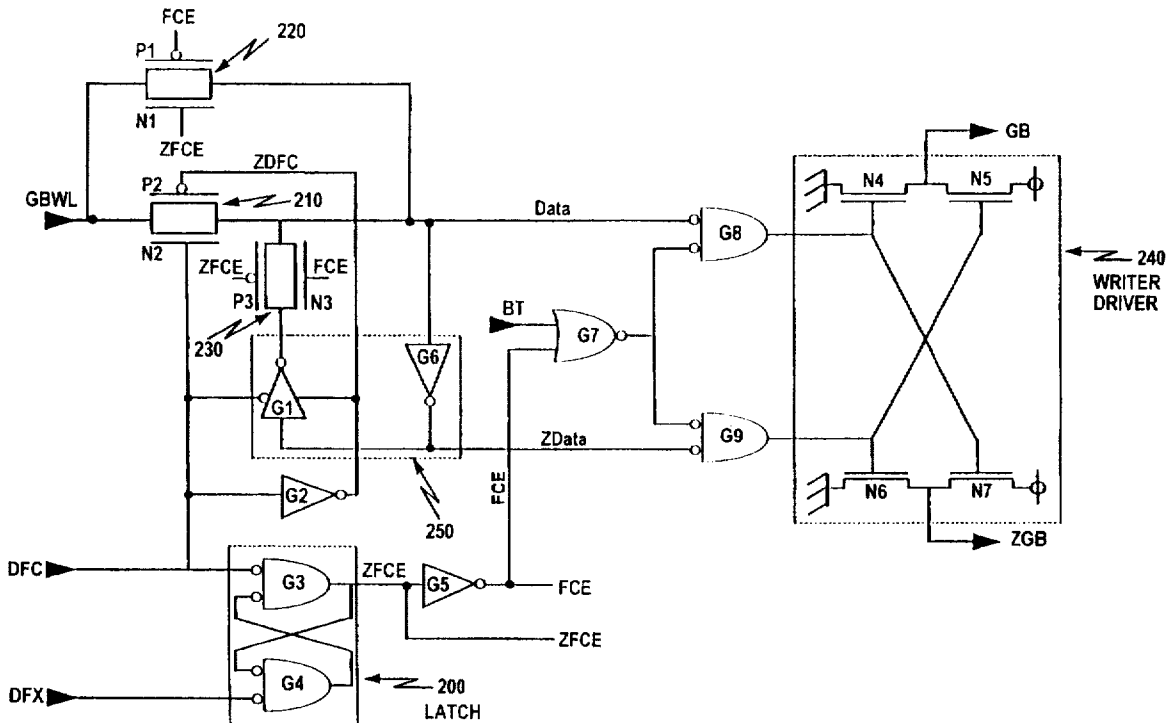 FCE
P1
220
N1
ZFCE
ZDFC
P2
210
GBWL
N2
ZFCE
FCE
P3
N3
230
G1
G6
Data
ZData
BT
G7
FCE
G8
G9
GB
N4
N5
240
WRITER
DRIVER
N6
N7
ZGB
G2
250
DFC
G3
ZFCE
G5
FCE
ZFCE
G4
DFX
200
LATCH